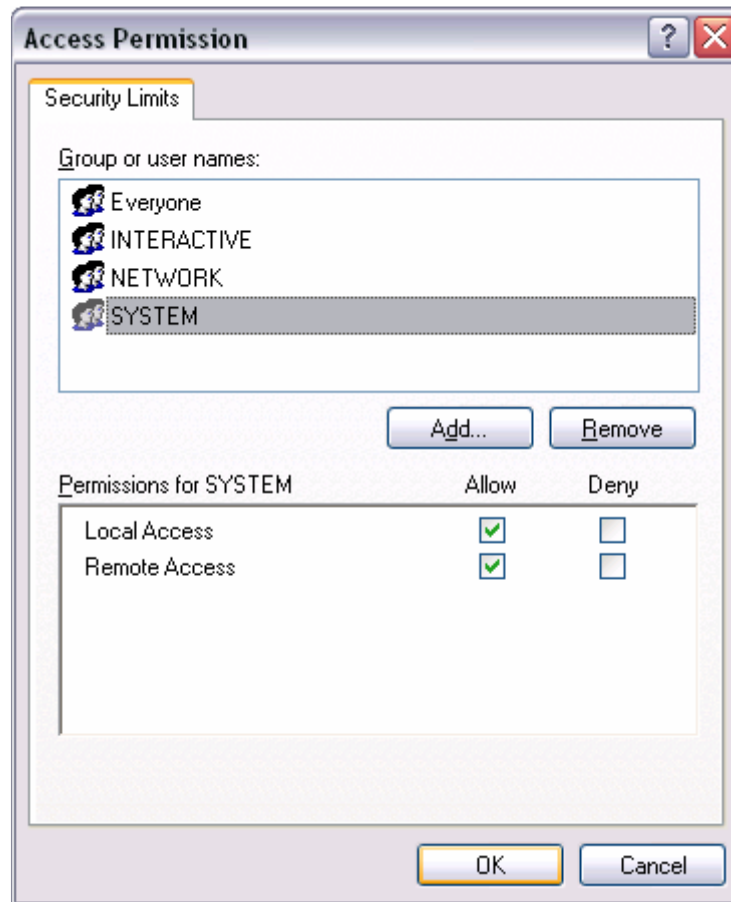 Access Permission
Security Limits
Group or user names:
Everyone
INTERACTIVE
NETWORK
SYSTEM
Add... Remove
Permissions for SYSTEM Allow Deny
Local Access
Remote Access
OK Cancel